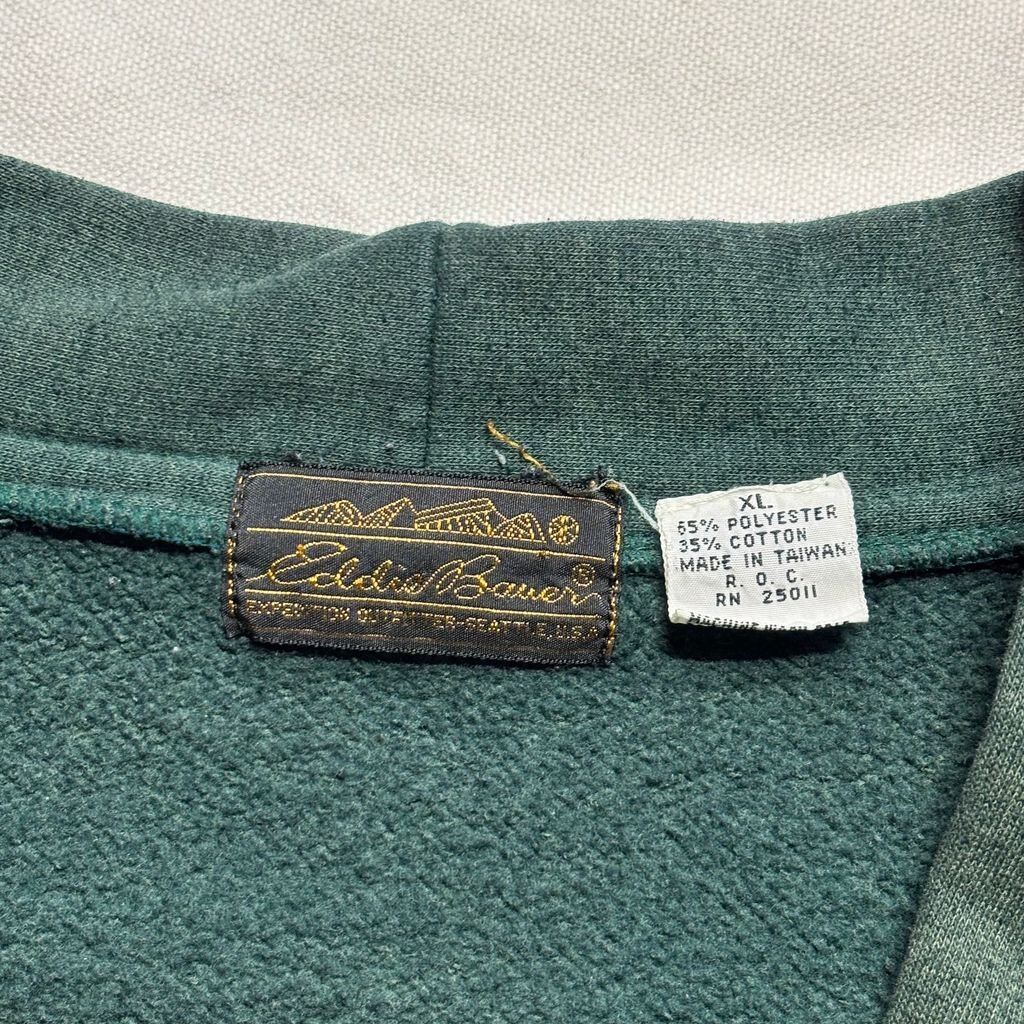 Eddie Bauer ®
EXPEDITION OUTFITTER-SEATTLE, U.S.A.
XL
65% POLYESTER
35% COTTON
MADE IN TAIWAN
R. O. C.
RN 25011